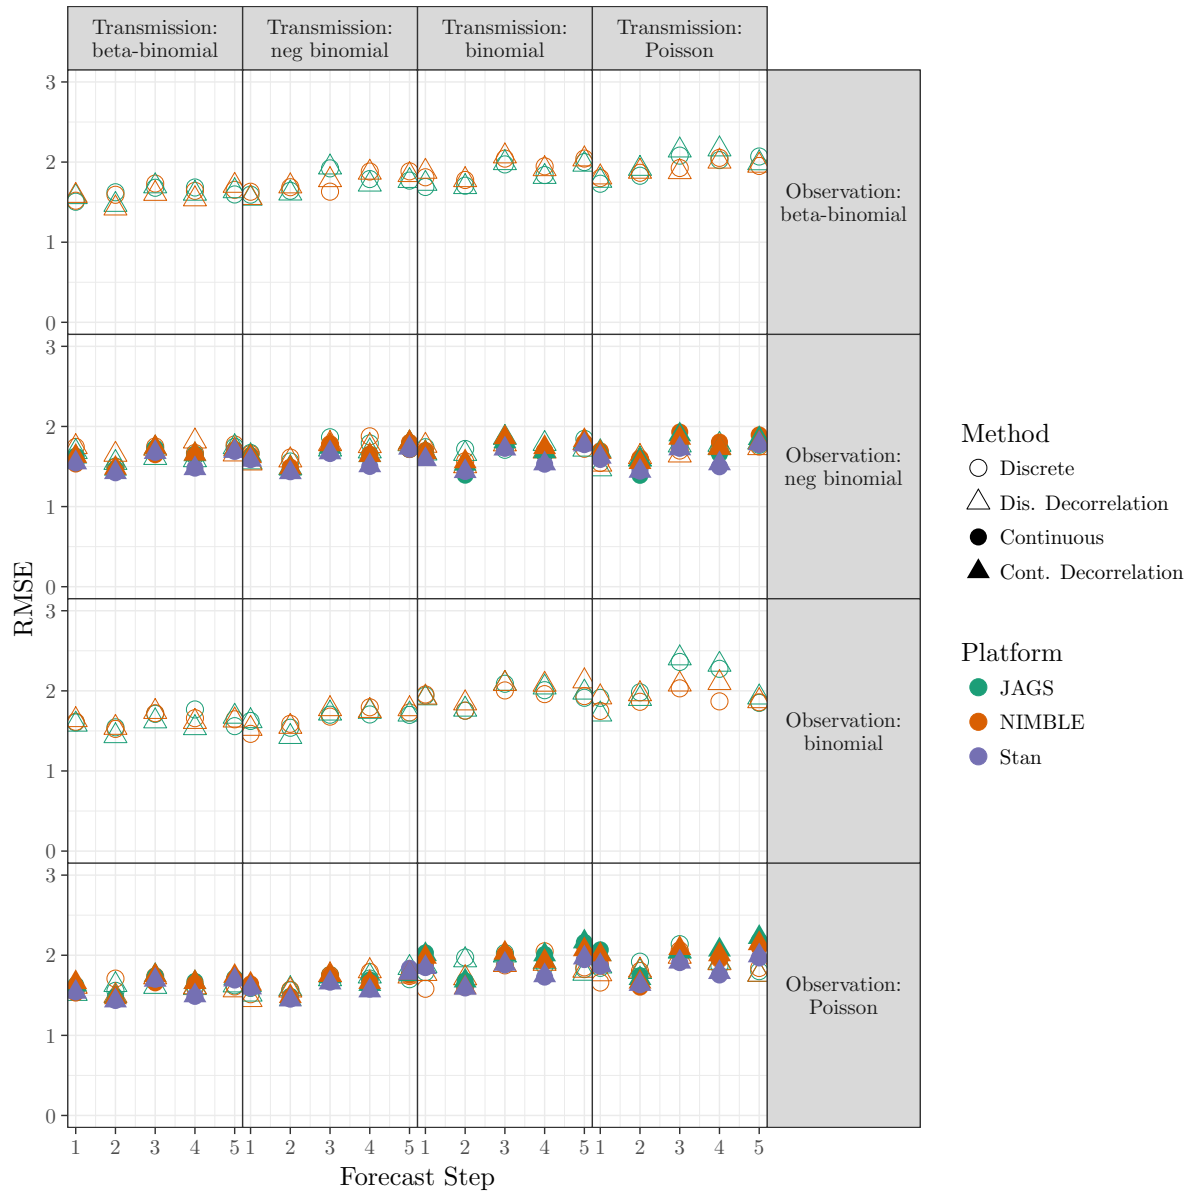 Transmission:
beta-binomial
Transmission:
neg binomial
Transmission:
binomial
Transmission:
Poisson
3
2
1
0
Observation:
beta-binomial
3
2
1
0
Observation:
neg binomial
3
2
1
0
Observation:
binomial
3
2
1
0
Observation:
Poisson
RMSE
1 2 3 4 5 1 2 3 4 5 1 2 3 4 5 1 2 3 4 5
Forecast Step
Method
Discrete
Dis. Decorrelation
Continuous
Cont. Decorrelation
Platform
JAGS
NIMBLE
Stan